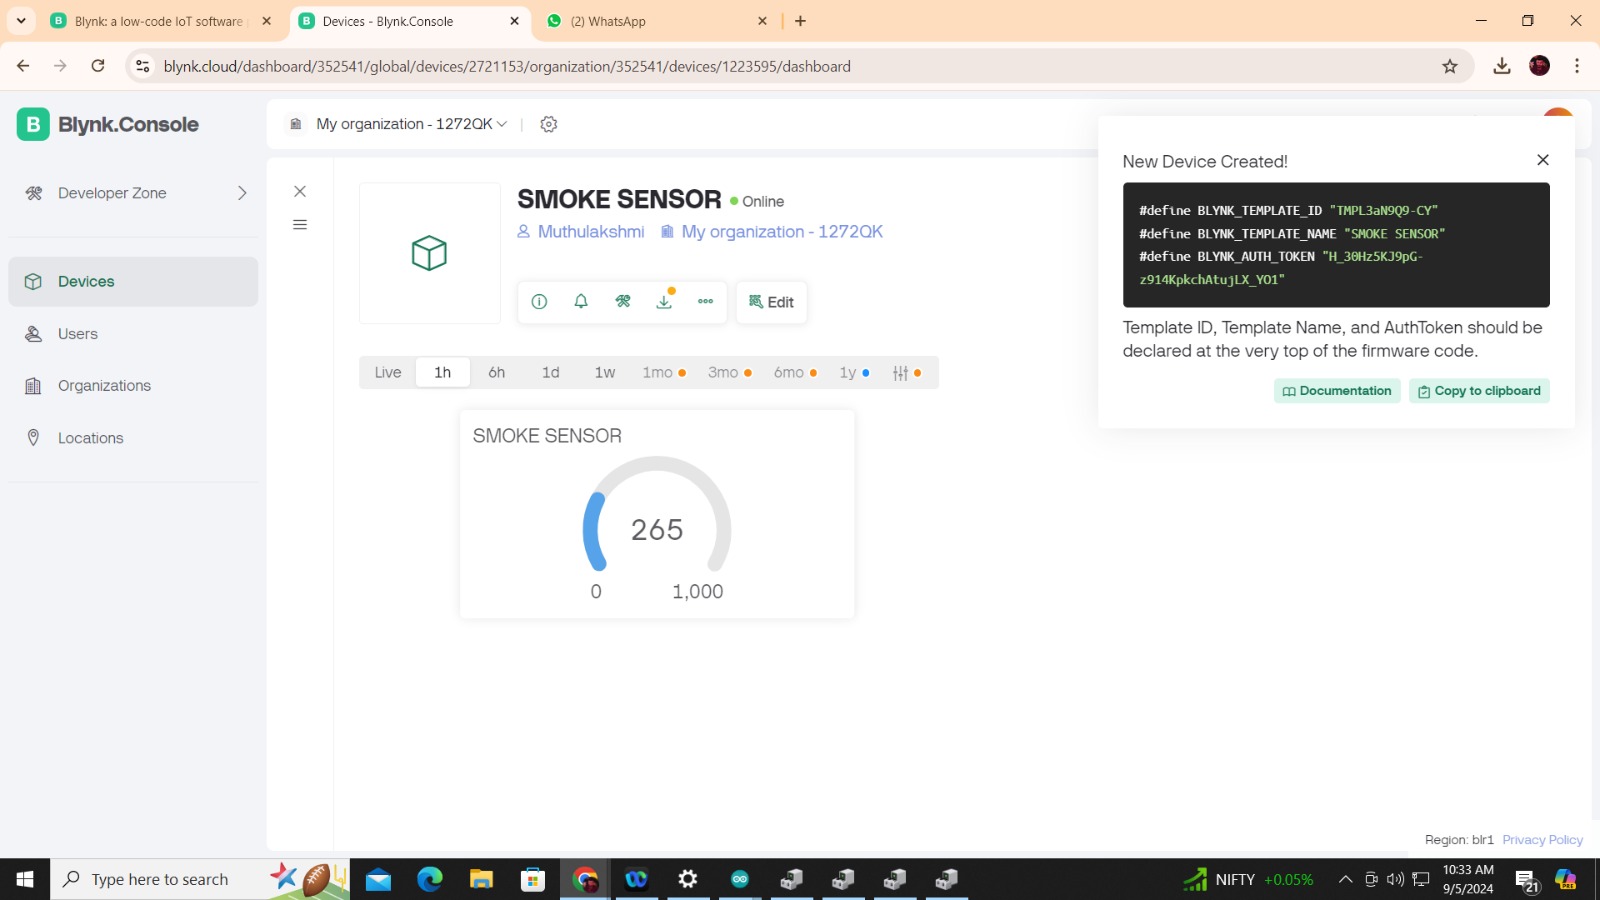 Blynk: a low-code IoT software
Devices - Blynk.Console
(2) WhatsApp
blynk.cloud/dashboard/352541/global/devices/2721153/organization/352541/devices/1223595/dashboard
B Blynk.Console
My organization - 1272QK
Developer Zone
Devices
Users
Organizations
Locations
SMOKE SENSOR Online
Muthulakshmi My organization - 1272QK
Edit
Live 1h 6h 1d 1w 1mo 3mo 6mo 1y
SMOKE SENSOR
265
0 1,000
New Device Created!
#define BLYNK_TEMPLATE_ID "TMPL3aN9Q9-CY"
#define BLYNK_TEMPLATE_NAME "SMOKE SENSOR"
#define BLYNK_AUTH_TOKEN "H_30Hz5KJ9pG-
z914KpkchAtujLX_YO1"
Template ID, Template Name, and AuthToken should be
declared at the very top of the firmware code.
Documentation Copy to clipboard
Region: blr1 Privacy Policy
Type here to search
NIFTY +0.05%
10:33 AM
9/5/2024
21